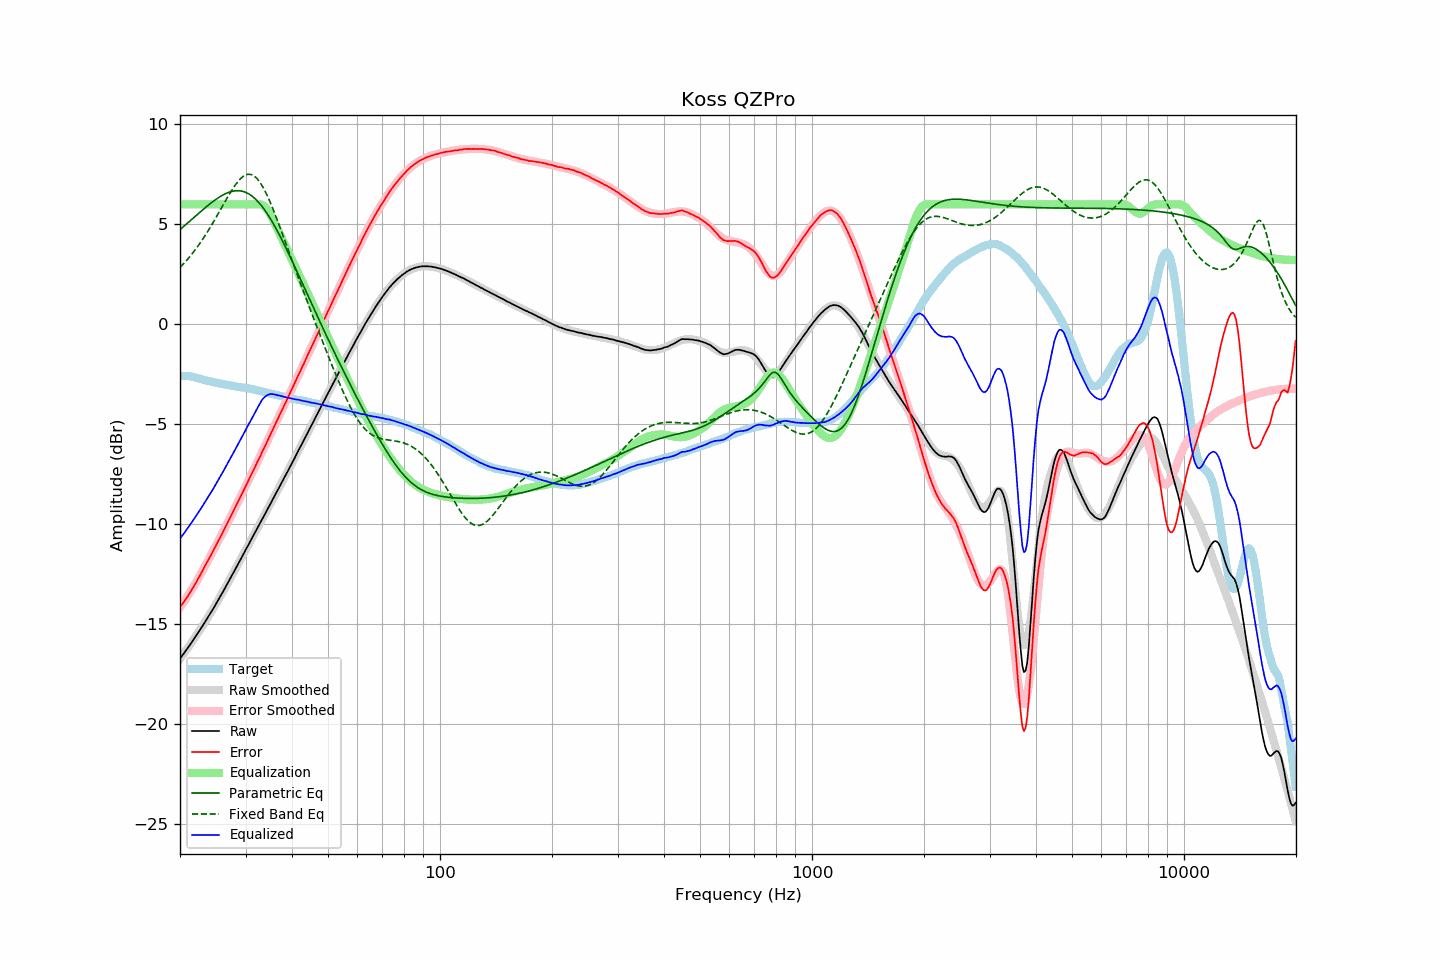 Koss QZPro
Amplitude (dBr)
10
5
0
−5
−10
−15
−20
−25
Target
Raw Smoothed
Error Smoothed
Raw
Error
Equalization
Parametric Eq
Fixed Band Eq
Equalized
100
1000
10000
Frequency (Hz)